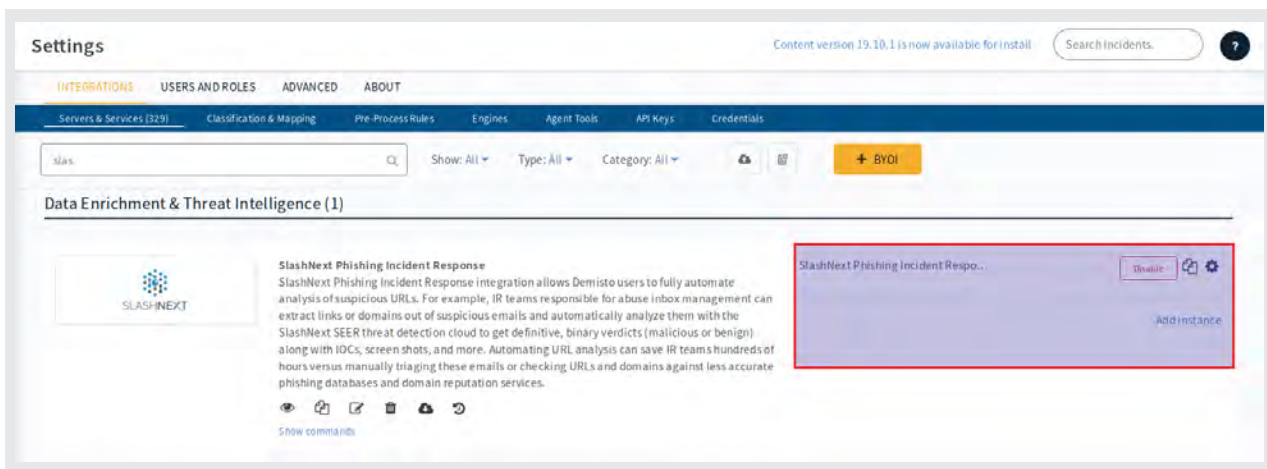 Settings
Content version 19.10.1 is now available for install
Search Incidents.
?
INTEGRATIONS USERS AND ROLES ADVANCED ABOUT
Servers & Services (329) Classification & Mapping Pre-Process Rules Engines Agent Tools API Keys Credentials
slas
Show: All Type: All Category: All + BYOI
Data Enrichment & Threat Intelligence (1)
SLASHNEXT
SlashNext Phishing Incident Response
SlashNext Phishing Incident Response integration allows Demisto users to fully automate
analysis of suspicious URLs. For example, IR teams responsible for abuse inbox management can
extract links or domains out of suspicious emails and automatically analyze them with the
SlashNext SEER threat detection cloud to get definitive, binary verdicts (malicious or benign)
along with IOCs, screen shots, and more. Automating URL analysis can save IR teams hundreds of
hours versus manually triaging these emails or checking URLs and domains against less accurate
phishing databases and domain reputation services.
Show commands
SlashNext Phishing Incident Respo...
Disable
Add instance